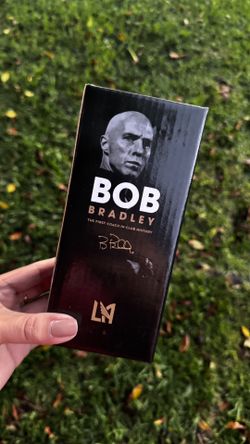 BOB
BRADLEY
THE FIRST COACH IN CLUB HISTORY